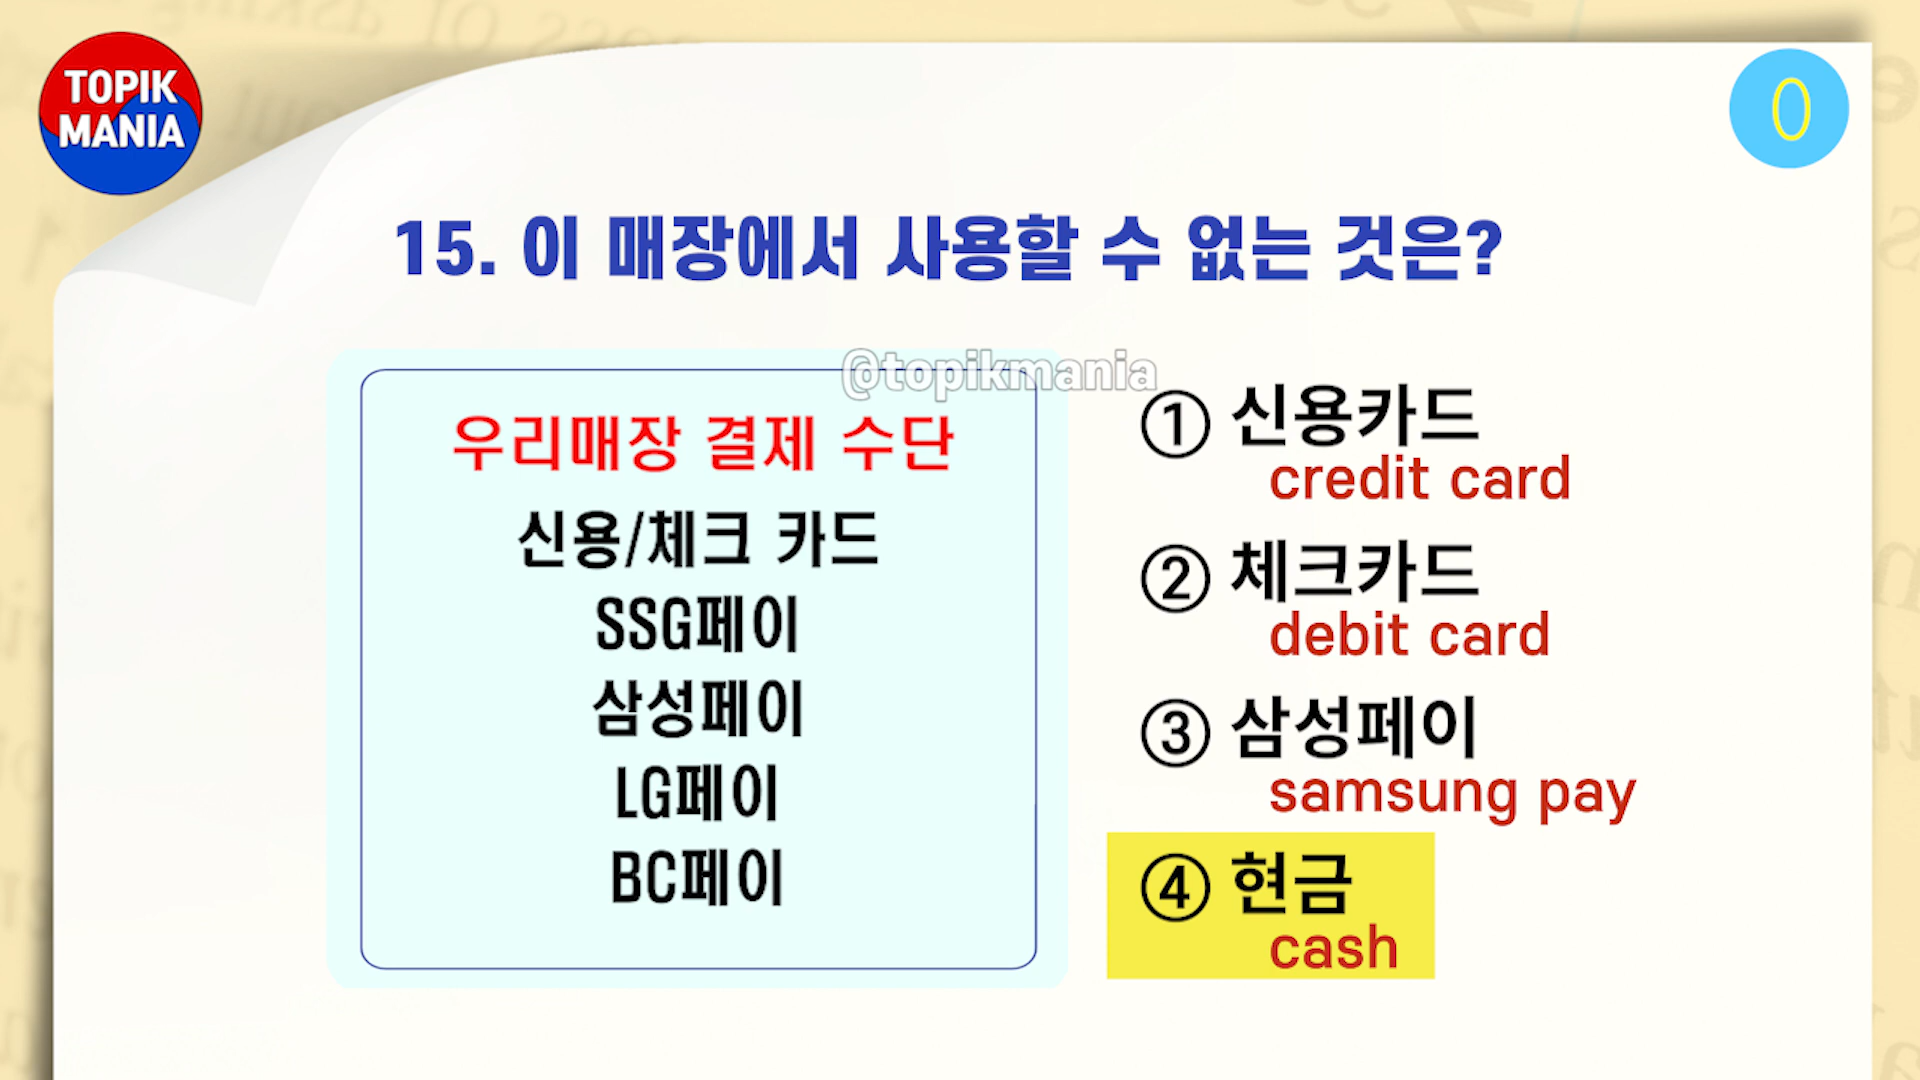 TOPIK
MANIA
0
15. 이 매장에서 사용할 수 없는 것은?
@topikmania
우리매장 결제 수단
신용/체크 카드
SSG페이
삼성페이
LG페이
BC페이
① 신용카드
credit card
② 체크카드
debit card
③ 삼성페이
samsung pay
④ 현금
cash